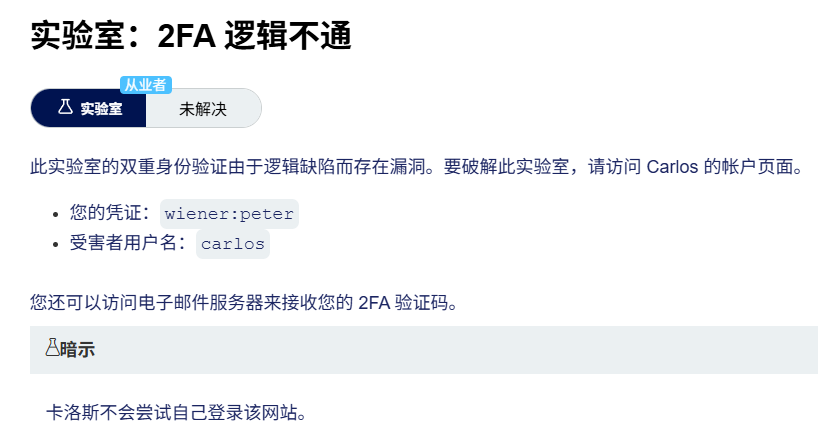 实验室：2FA 逻辑不通
从业者
实验室 未解决
此实验室的双重身份验证由于逻辑缺陷而存在漏洞。要破解此实验室，请访问 Carlos 的帐户页面。
• 您的凭证： wiener:peter
• 受害者用户名： carlos
您还可以访问电子邮件服务器来接收您的 2FA 验证码。
暗示
卡洛斯不会尝试自己登录该网站。